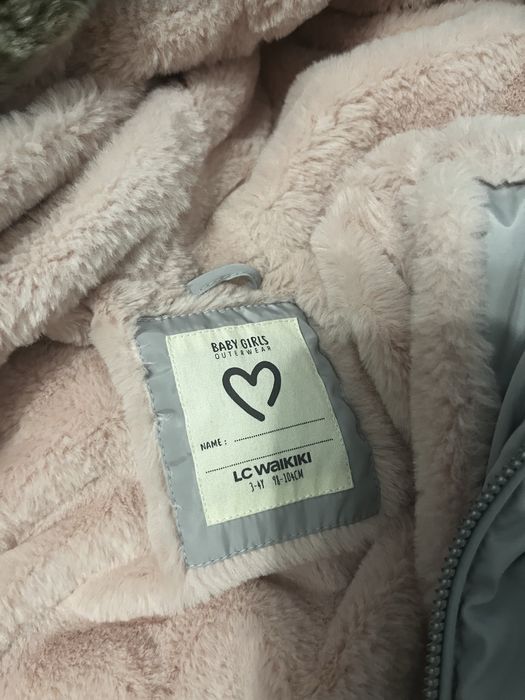 BABY GIRLS
OUTERWEAR
NAME :
LC WAIKIKI
3-4Y 98-104CM